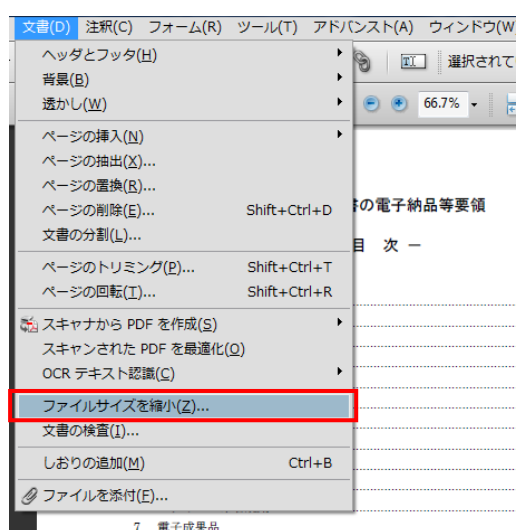 文書(D) 注釈(C) フォーム(R) ツール(T) アドバンスト(A) ウィンドウ(W
ヘッダとフッタ(H)
選択されて
背景(B)
透かし(W)
66.7%
ページの挿入(N)
ページの抽出(X)...
ページの置換(R)...
ページの削除(E)... Shift+Ctrl+D
の電子納品等要領
文書の分割(L)...
目 次 ー
ページのトリミング(P)... Shift+Ctrl+T
ページの回転(T)... Shift+Ctrl+R
スキャナから PDF を作成(S)
スキャンされた PDF を最適化(O)
OCR テキスト認識(C)
ファイルサイズを縮小(Z)...
文書の検査(I)...
しおりの追加(M) Ctrl+B
ファイルを添付(F)...
7 電子成果品